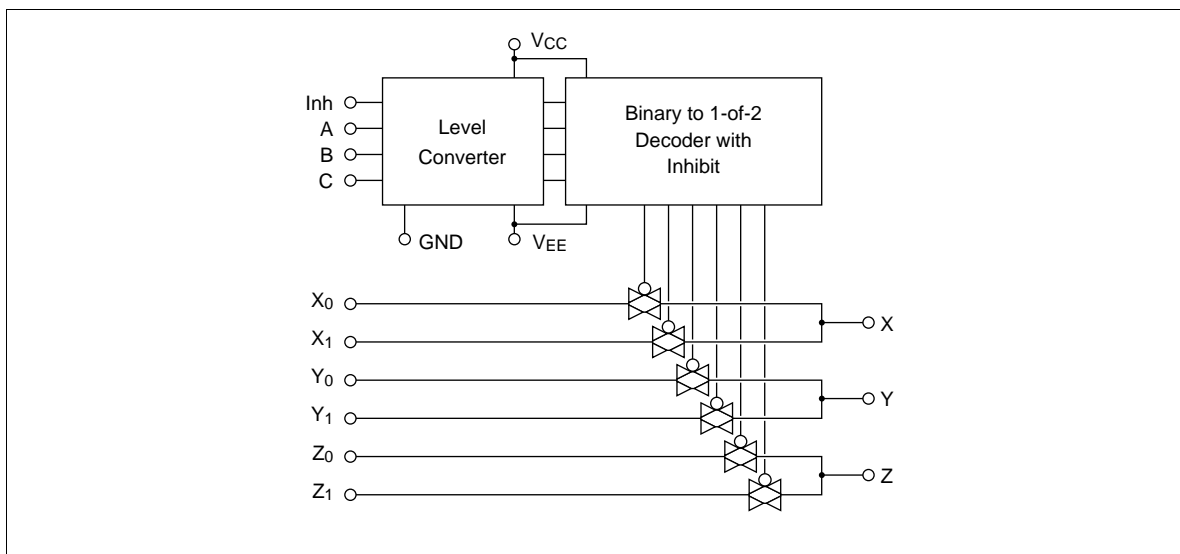 VCC
Inh
A
B
C
Level
Converter
Binary to 1-of-2
Decoder with
Inhibit
GND
VEE
X0
X
X1
Y0
Y
Y1
Z0
Z
Z1